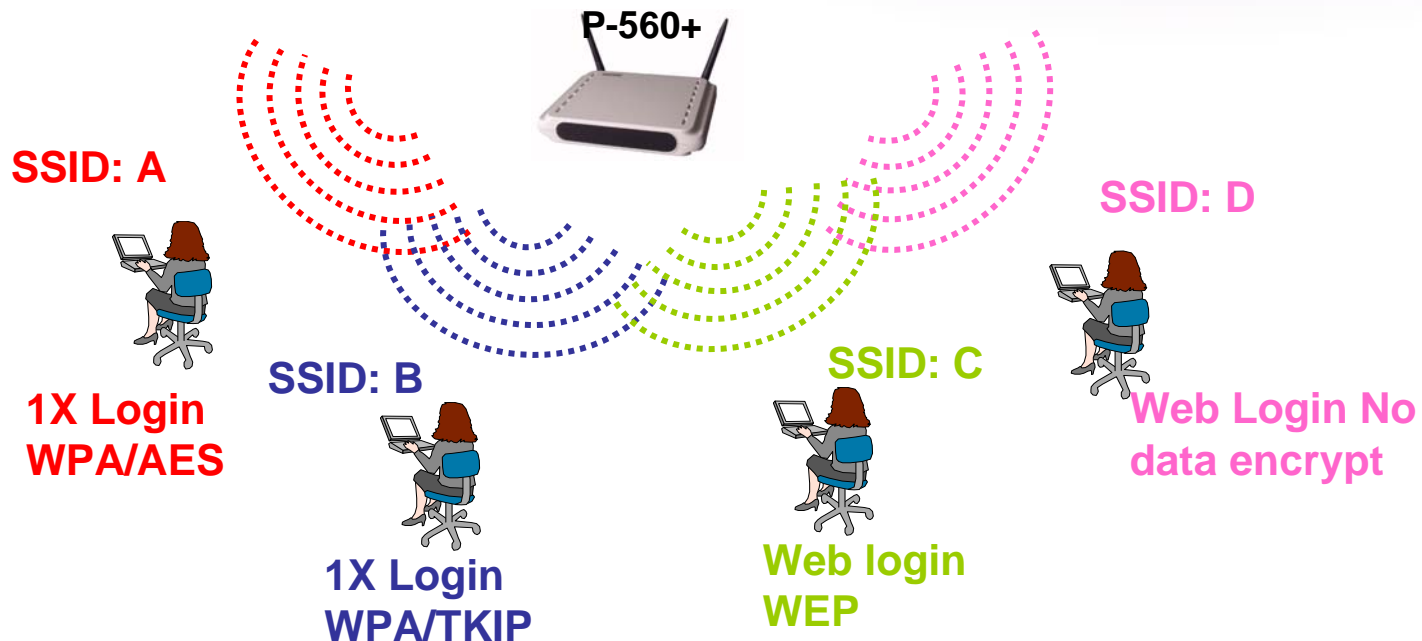 P-560+
SSID: A
SSID: D
SSID: B
SSID: C
1X Login
WPA/AES
Web Login No
data encrypt
1X Login
WPA/TKIP
Web login
WEP